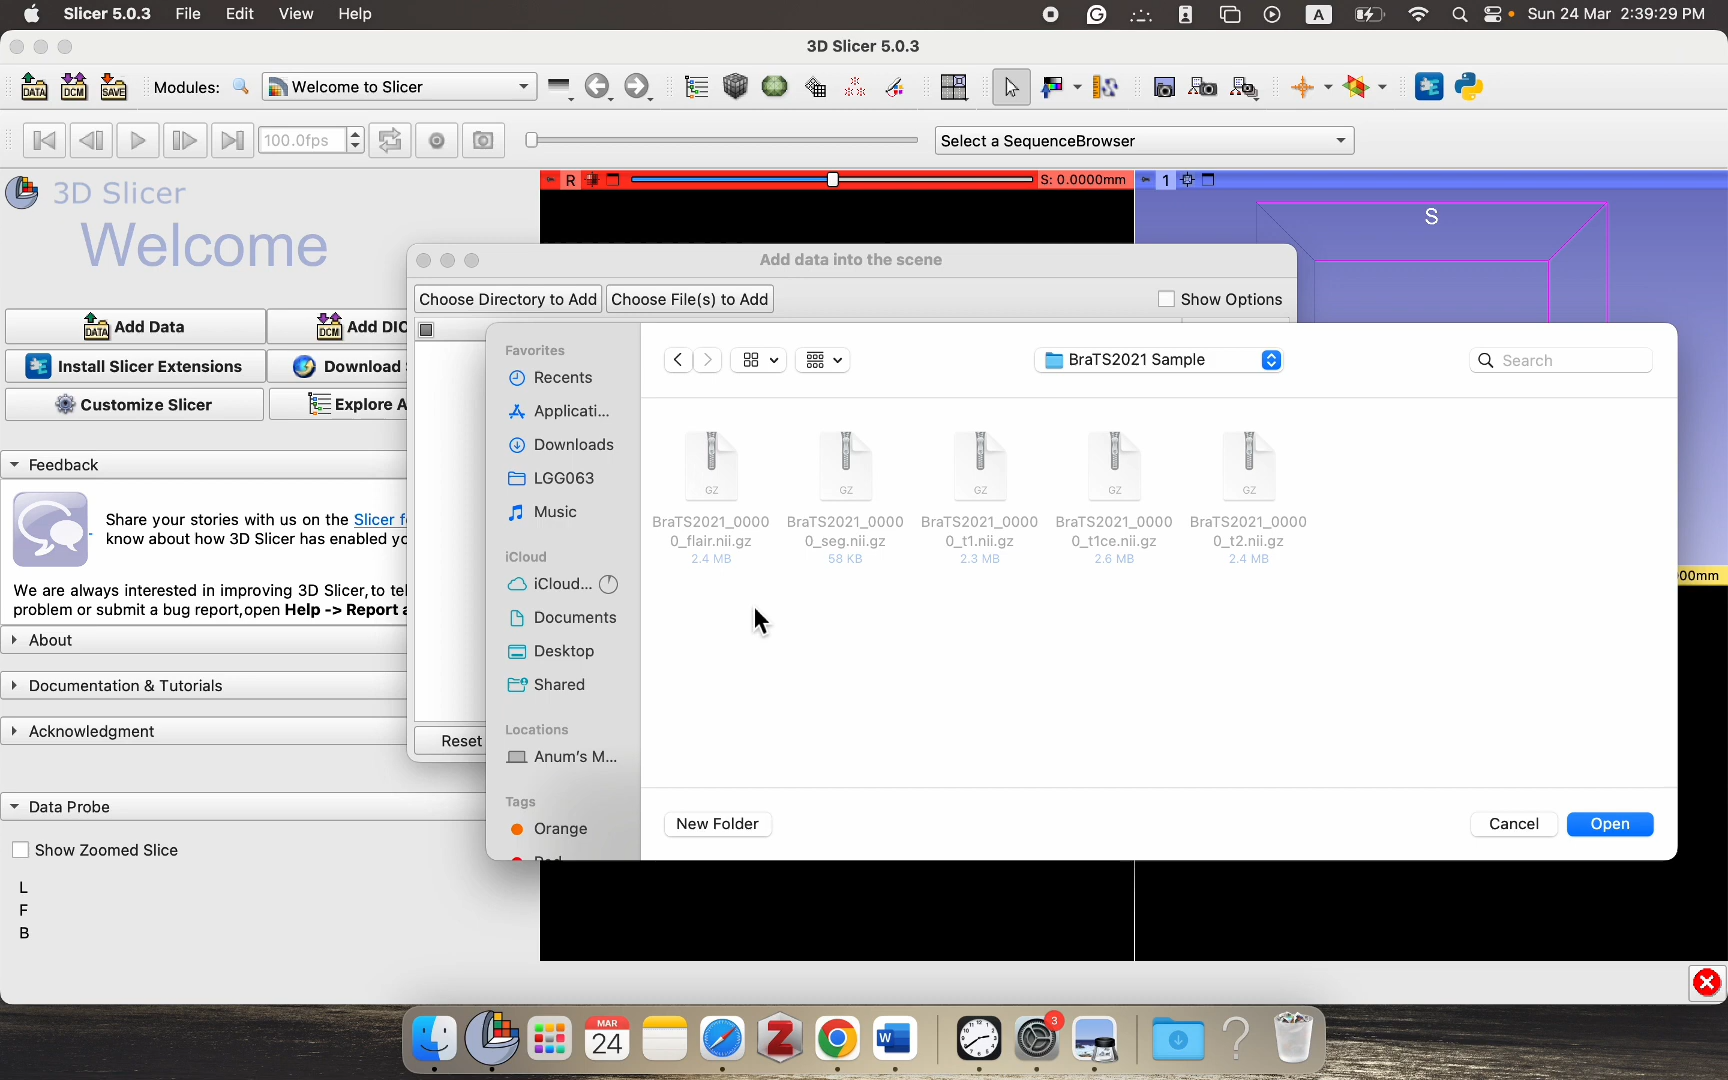 Slicer 5.0.3 File Edit View Help
A Sun 24 Mar 2:39:29 PM
3D Slicer 5.0.3
DATA DCM SAVE Modules: Welcome to Slicer
100.0fps Select a SequenceBrowser
R S: 0.0000mm 1
3D Slicer
Welcome
S
Add data into the scene
Choose Directory to Add Choose File(s) to Add Show Options
DATA Add Data DCM Add DIC
Install Slicer Extensions Download
Customize Slicer Explore A
Favorites
Recents
Applicati...
Downloads
LGG063
Music
iCloud
iCloud...
Documents
Desktop
Shared
Locations
Anum's M...
Tags
Orange
BraTS2021 Sample Search
GZ GZ GZ GZ GZ
BraTS2021_0000 BraTS2021_0000 BraTS2021_0000 BraTS2021_0000 BraTS2021_0000
0_flair.nii.gz 0_seg.nii.gz 0_t1.nii.gz 0_t1ce.nii.gz 0_t2.nii.gz
2.4 MB 58 KB 2.3 MB 2.6 MB 2.4 MB
New Folder Cancel Open
Feedback
Share your stories with us on the Slicer f
know about how 3D Slicer has enabled yo
We are always interested in improving 3D Slicer,to tel
problem or submit a bug report,open Help -> Report a
00mm
About
Documentation & Tutorials
Acknowledgment
Reset
Data Probe
Show Zoomed Slice
L
F
B
MAR
24
W
3